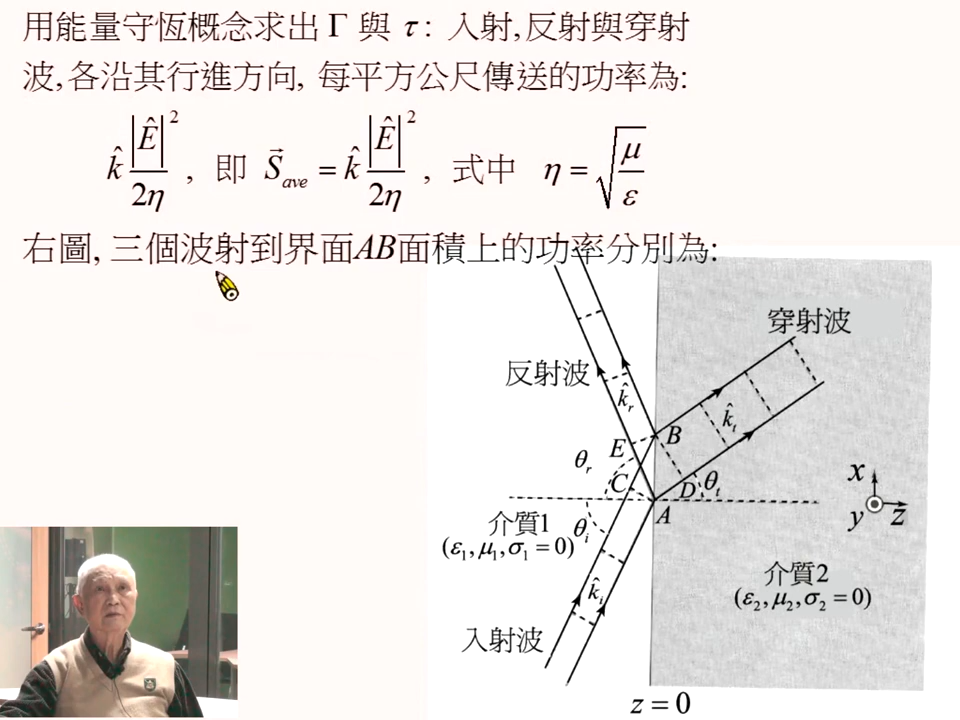 用能量守恆概念求出 Γ 與 τ: 入射,反射與穿射
波,各沿其行進方向, 每平方公尺傳送的功率為:
k̂ |Ê|² / 2η , 即 S⃗ave = k̂ |Ê|² / 2η , 式中 η = √(μ/ε)
右圖, 三個波射到界面AB面積上的功率分別為:
穿射波
反射波
k̂r
k̂t
E
B
θr
C
D
θt
x
A
y
z
介質1
(ε1, μ1, σ1 = 0)
θi
介質2
(ε2, μ2, σ2 = 0)
k̂i
入射波
z = 0